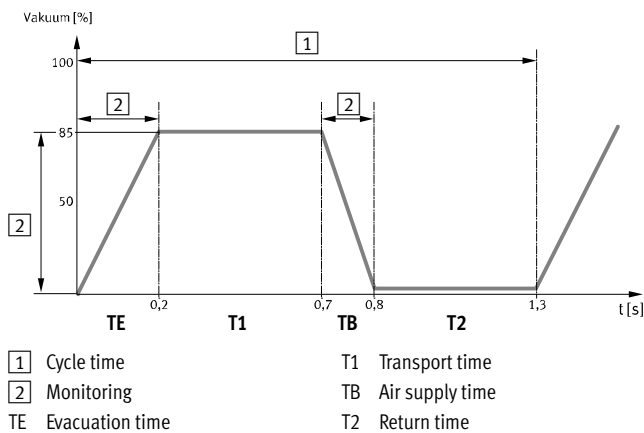 Vakuum [%]
1
100
2
2
85
50
2
0,2
0,7
0,8
1,3
t [s]
TE
T1
TB
T2
1 Cycle time
2 Monitoring
TE Evacuation time
T1 Transport time
TB Air supply time
T2 Return time